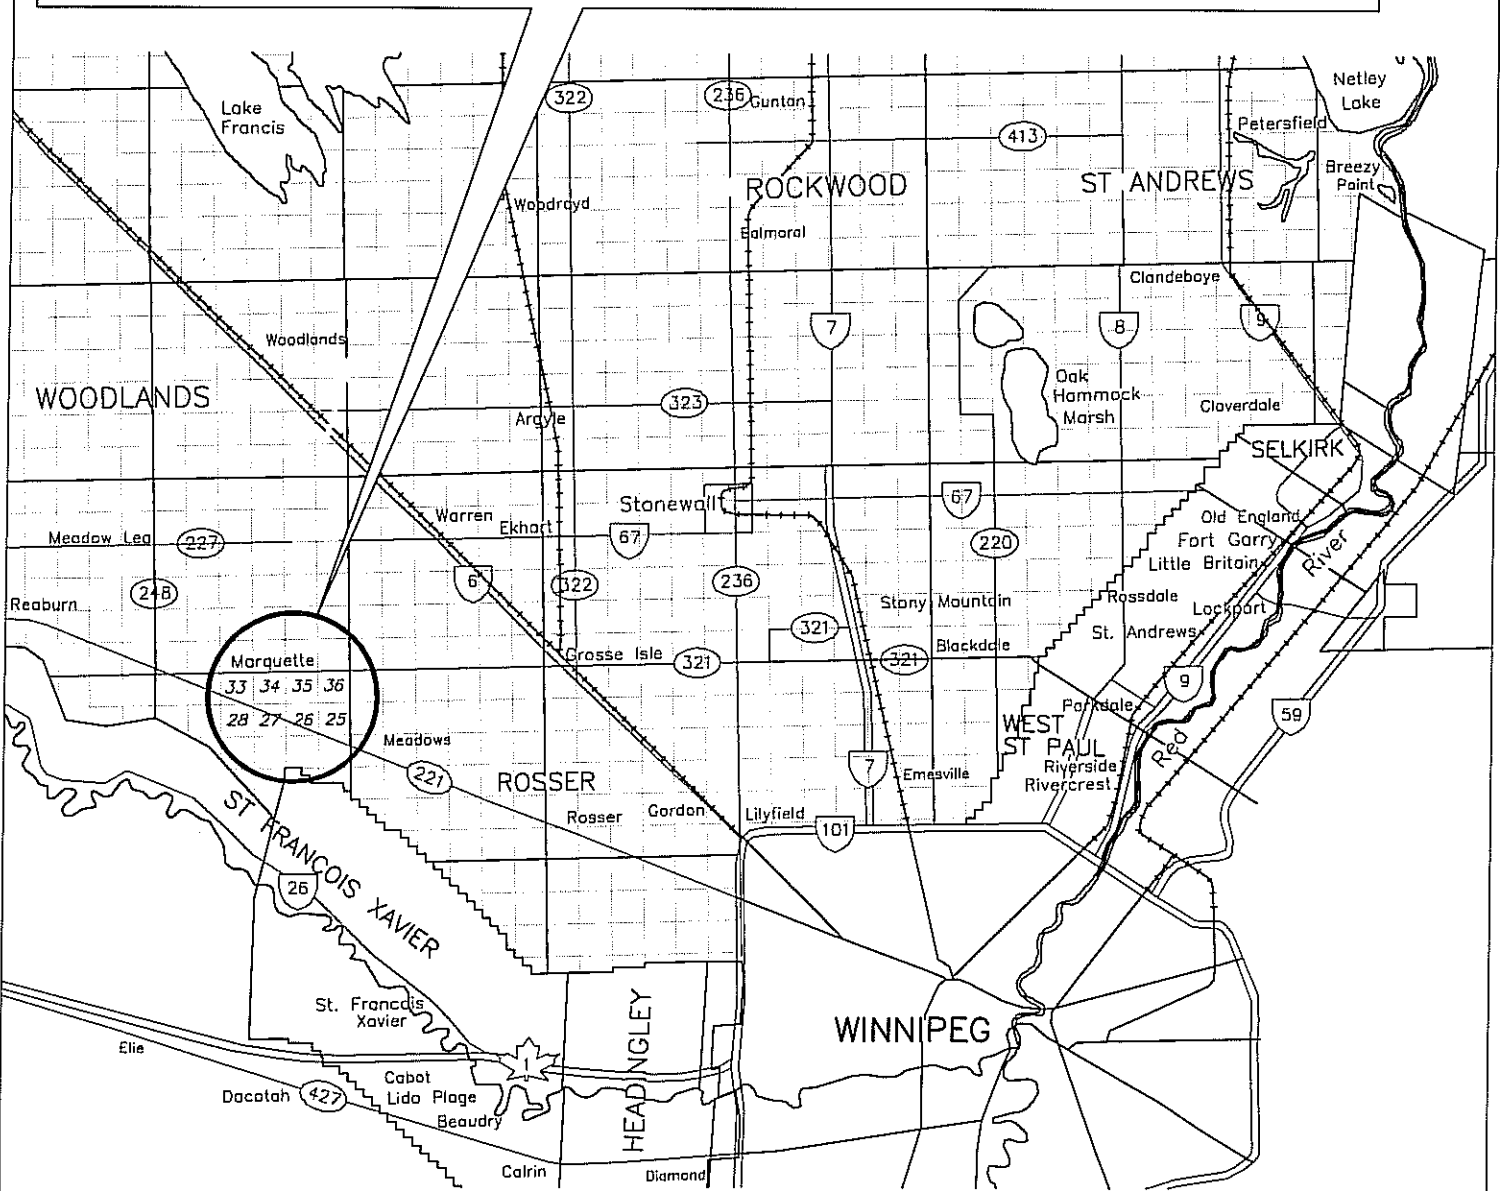 Netley
Lake
322
236
Gunton
Lake
Francis
413
Petersfield
Breezy
Point
ROCKWOOD
ST ANDREWS
Woodroyd
Balmoral
Clandeboye
7
8
9
Woodlands
WOODLANDS
323
Argyle
Oak
Hammock
Marsh
Cloverdale
SELKIRK
Stonewall
67
Warren
Ekhart
67
Old England
Fort Garry
Little Britain
River
Meadow Lea
227
220
248
6
322
236
Reaburn
Stony Mountain
Rossdale
Lockport
321
St. Andrews
Blackdale
Grosse Isle
321
321
Marquette
33 34 35 36
28 27 26 25
9
Parkdale
59
WEST
ST PAUL
Red
Riverside
Rivercrest
Meadows
221
ROSSER
7
Emesville
Rosser
Gordon
Lilyfield
101
ST FRANCOIS XAVIER
26
St. Francois
Xavier
HEADINGLEY
WINNIPEG
Elie
1
Cabot
Lido Plage
Dacotah
427
Beaudry
Calrin
Diamond